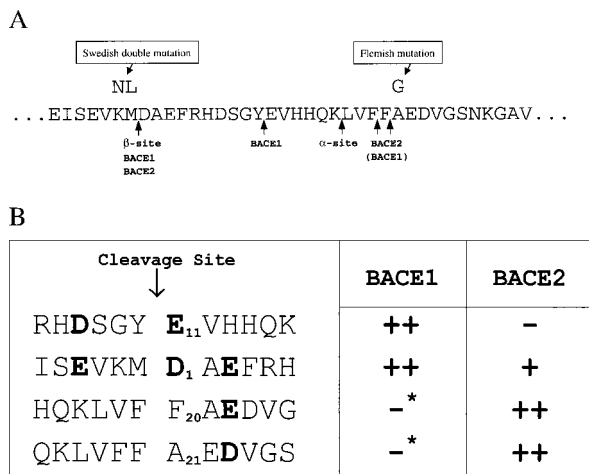 A
Swedish double mutation
Flemish mutation
NL
G
...EISEVKMDAEFRHDSGYEVHHQKLVFFAEDVGSNKGAV...
β-site
BACE1
BACE2
BACE1
α-site
BACE2
(BACE1)
B
Cleavage Site
BACE1
BACE2
RHDSGY E11VHHQK ++ -
ISEVKM D1AEFRH ++ +
HQKLVF F20AEDVG -* ++
QKLVFF A21EDVGS -* ++